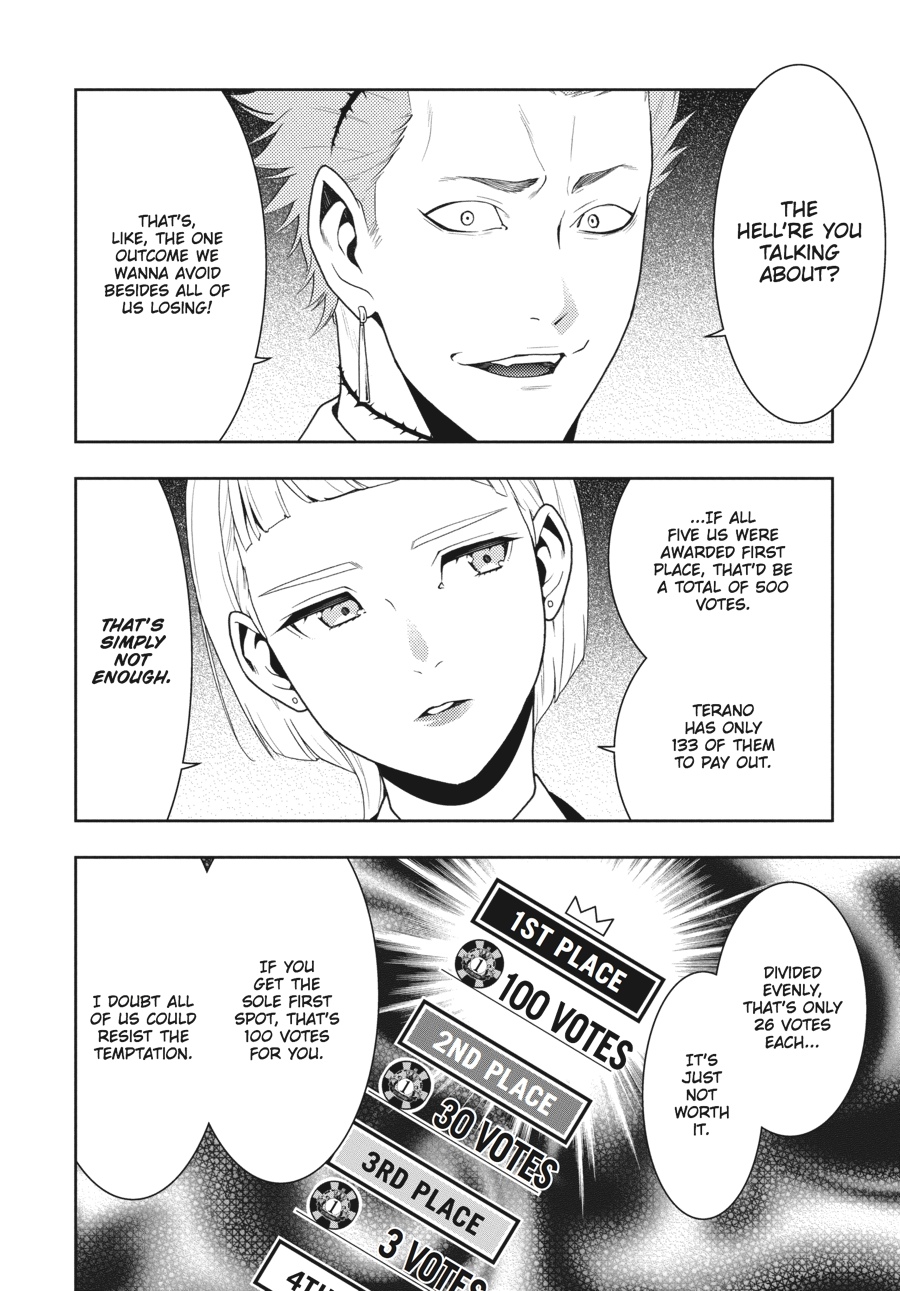 THE
HELL'RE YOU
TALKING
ABOUT?
THAT'S,
LIKE, THE ONE
OUTCOME WE
WANNA AVOID
BESIDES ALL OF
US LOSING!
...IF ALL
FIVE US WERE
AWARDED FIRST
PLACE, THAT'D BE
A TOTAL OF 500
VOTES.
TERANO
HAS ONLY
133 OF THEM
TO PAY OUT.
THAT'S
SIMPLY
NOT
ENOUGH.
DIVIDED
EVENLY,
THAT'S ONLY
26 VOTES
EACH...
IT'S
JUST
NOT
WORTH
IT.
1ST PLACE
1
100 VOTES
2ND PLACE
1
30 VOTES
3RD PLACE
1
3 VOTES
4TH
IF YOU
GET THE
SOLE FIRST
SPOT, THAT'S
100 VOTES
FOR YOU.
I DOUBT ALL
OF US COULD
RESIST THE
TEMPTATION.